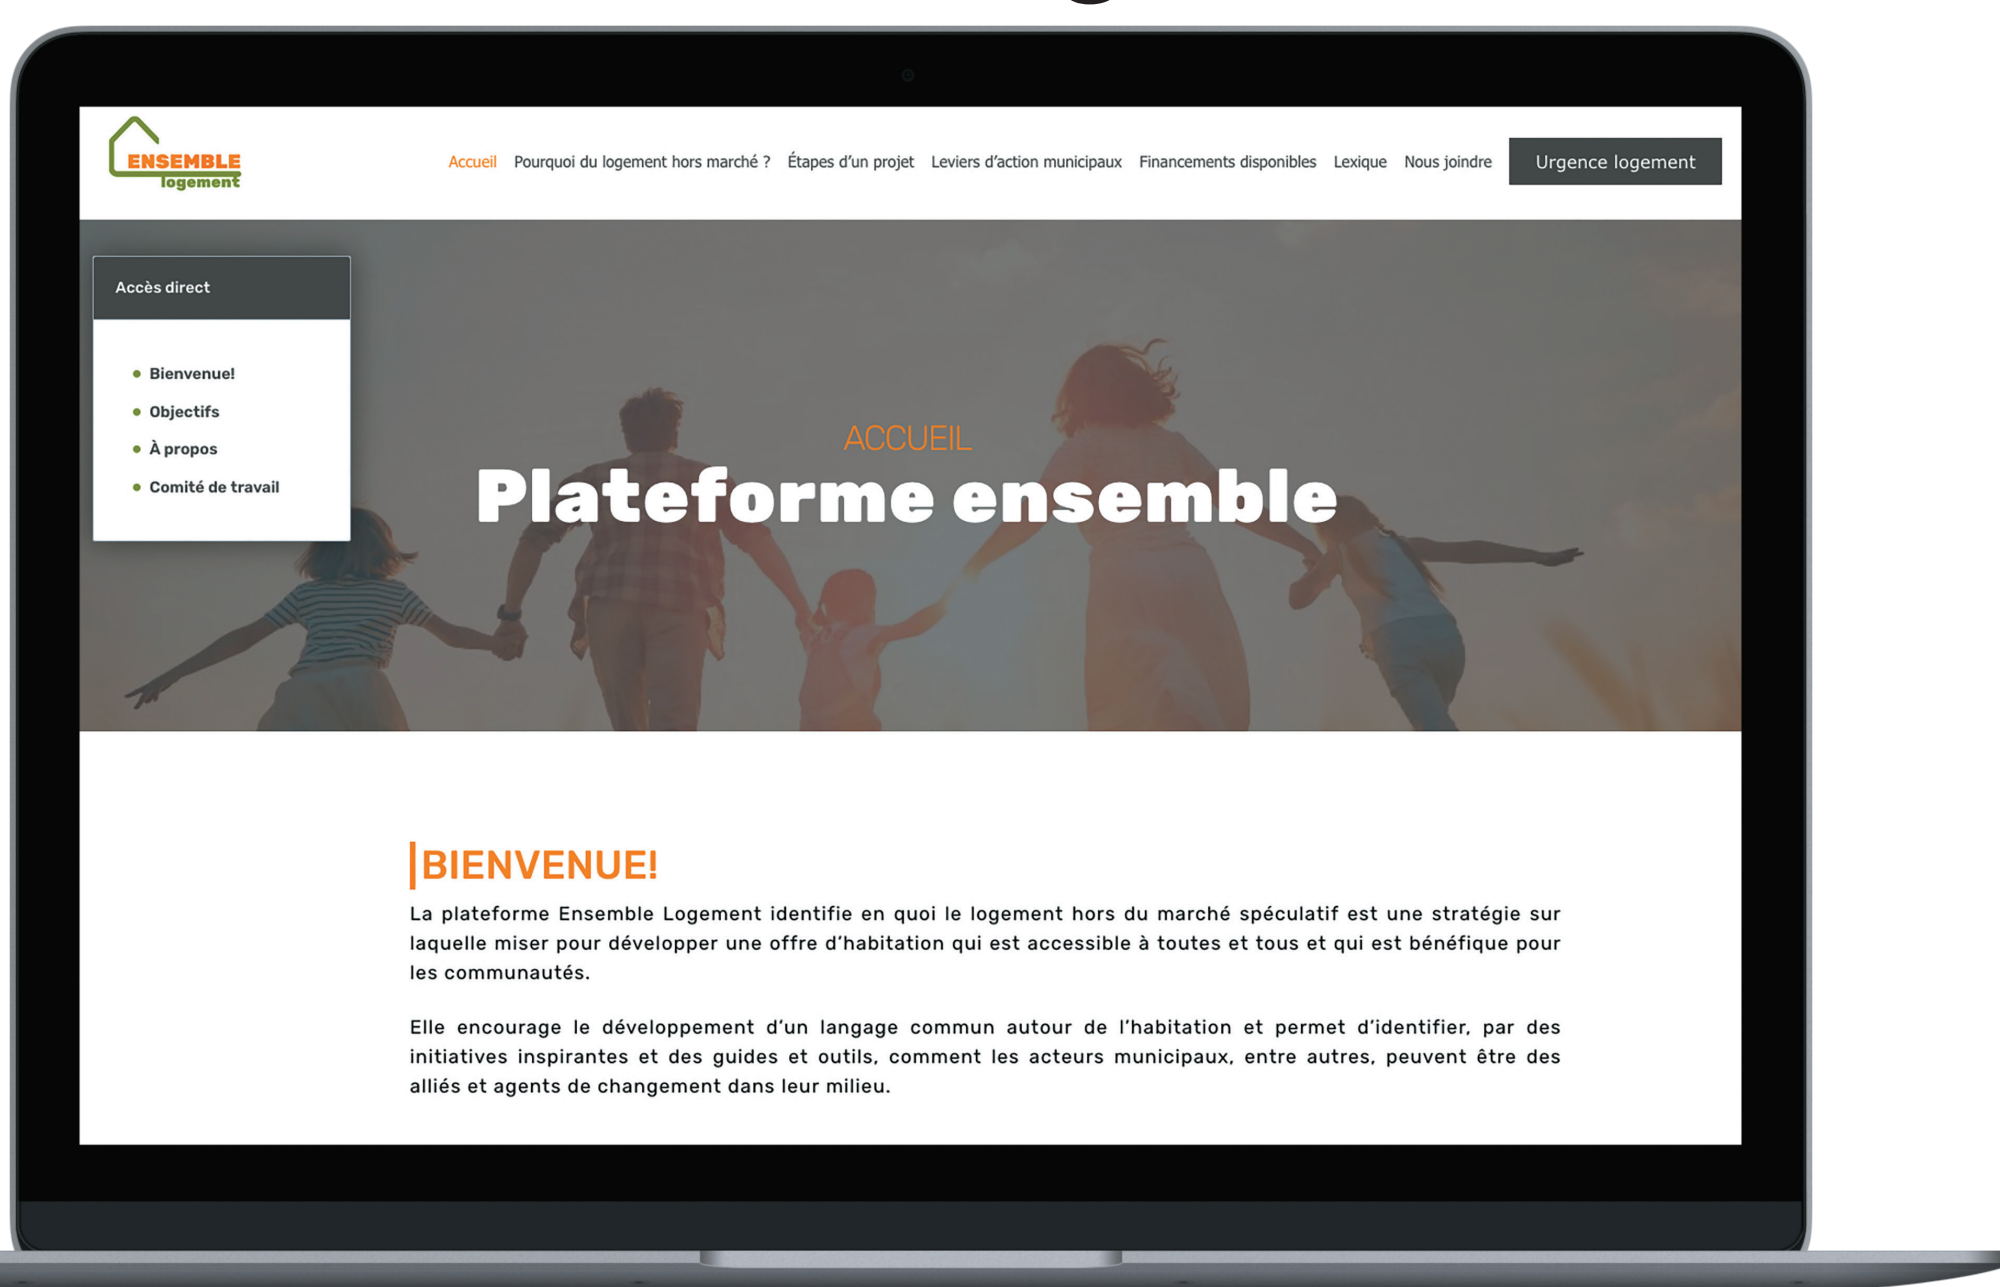 ENSEMBLE
logement
Accueil Pourquoi du logement hors marché ? Étapes d'un projet Leviers d'action municipaux Financements disponibles Lexique Nous joindre Urgence logement
Accès direct
Bienvenue!
Objectifs
À propos
Comité de travail
ACCUEIL
Plateforme ensemble
BIENVENUE!
La plateforme Ensemble Logement identifie en quoi le logement hors du marché spéculatif est une stratégie sur
laquelle miser pour développer une offre d'habitation qui est accessible à toutes et tous et qui est bénéfique pour
les communautés.
Elle encourage le développement d'un langage commun autour de l'habitation et permet d'identifier, par des
initiatives inspirantes et des guides et outils, comment les acteurs municipaux, entre autres, peuvent être des
alliés et agents de changement dans leur milieu.